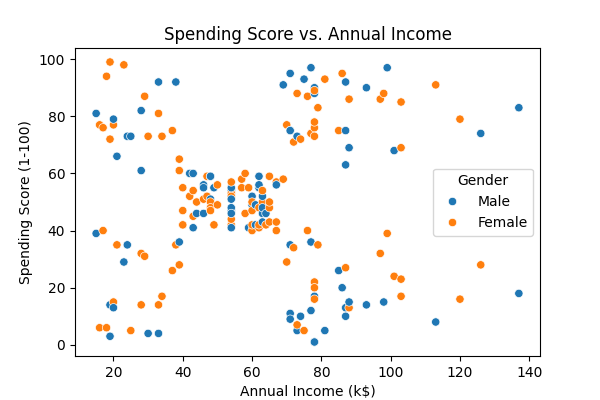 Spending Score vs. Annual Income
Spending Score (1-100)
100
80
60
40
20
0
Gender
Male
Female
20 40 60 80 100 120 140
Annual Income (k$)